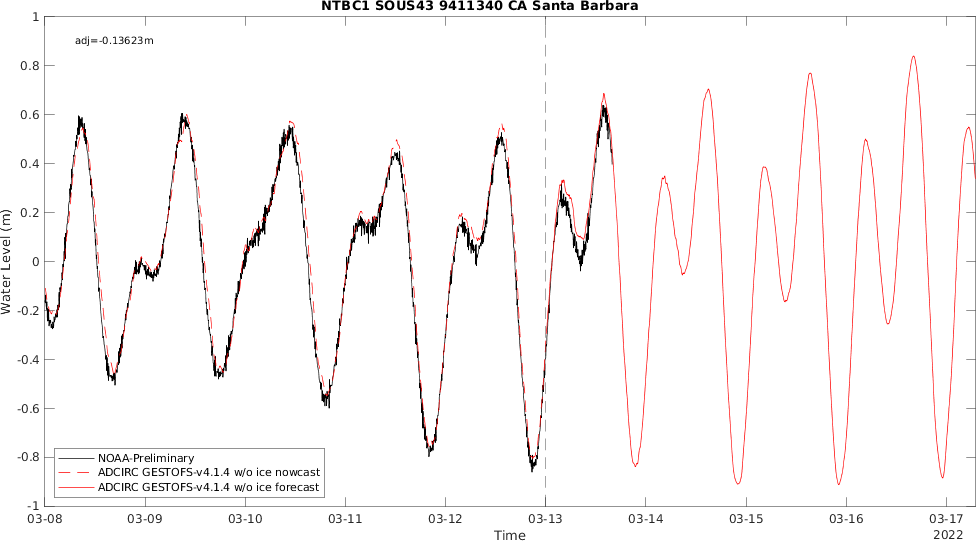 NTBC1 SOUS43 9411340 CA Santa Barbara
adj=-0.13623m
1
0.8
0.6
0.4
0.2
0
-0.2
-0.4
-0.6
-0.8
-1
Water Level (m)
NOAA-Preliminary
ADCIRC GESTOFS-v4.1.4 w/o ice nowcast
ADCIRC GESTOFS-v4.1.4 w/o ice forecast
03-08 03-09 03-10 03-11 03-12 03-13 03-14 03-15 03-16 03-17
Time
2022